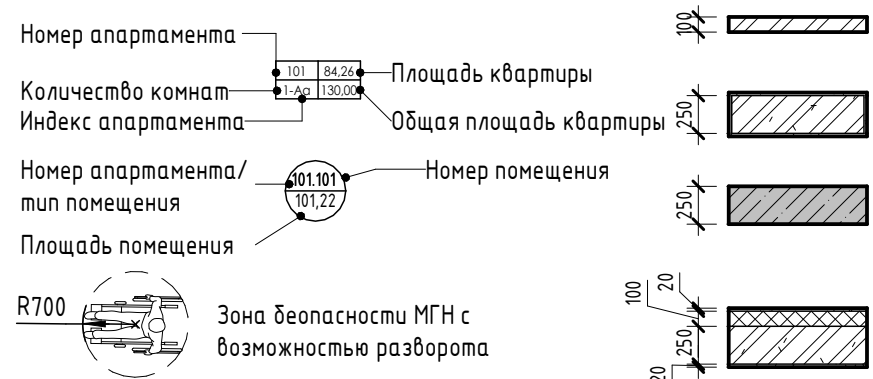 Номер апартамента
101 84,26
Площадь квартиры
Количество комнат
1-Аа 130,00
Индекс апартамента
Общая площадь квартиры
Номер апартамента/
тип помещения
101.101
101,22
Номер помещения
Площадь помещения
R700
Зона беопасности МГН с
возможностью разворота
100
250
250
20
100
250
20